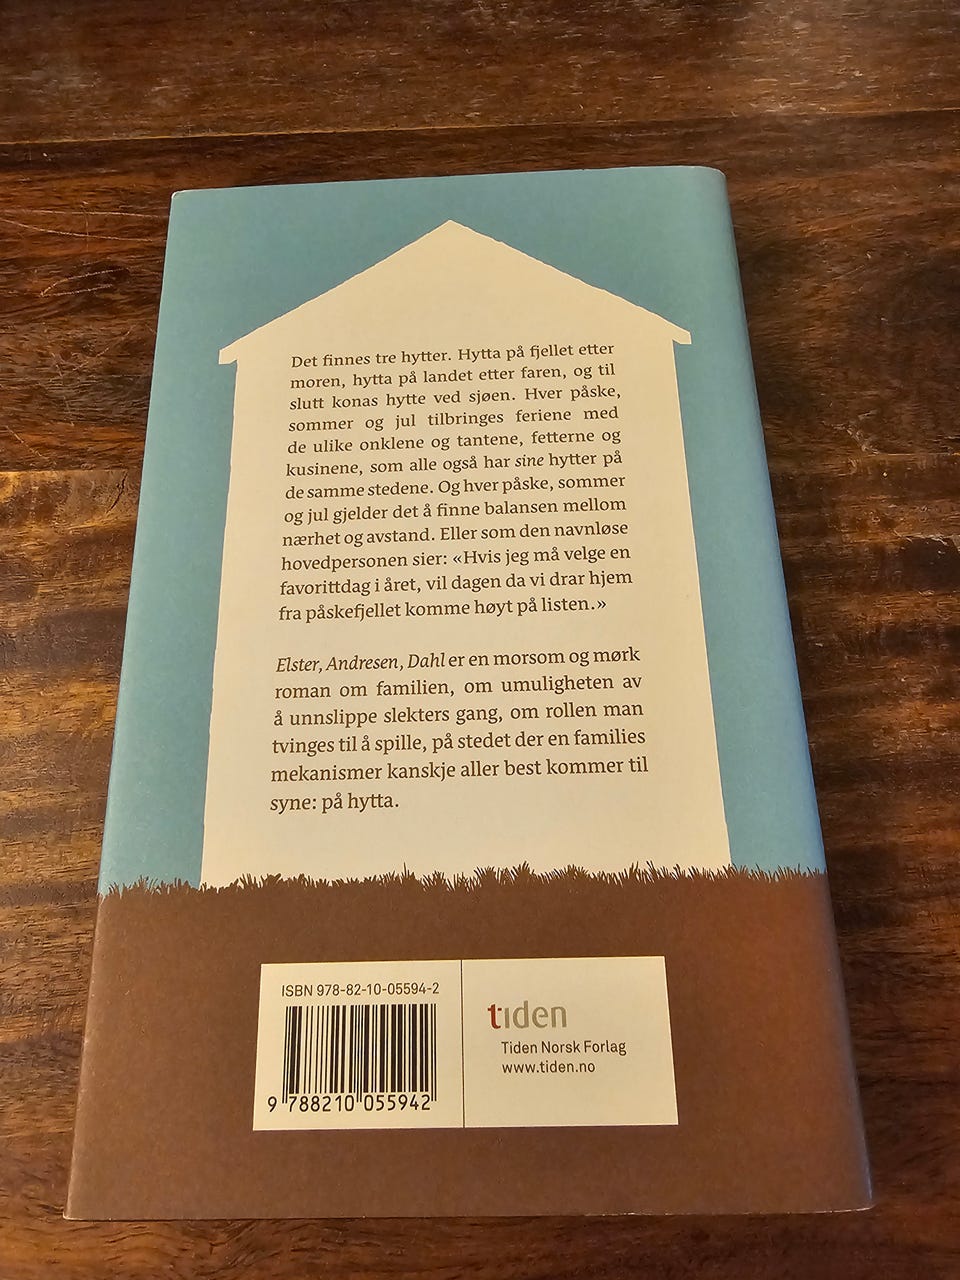 Det finnes tre hytter. Hytta på fjellet etter
moren, hytta på landet etter faren, og til
slutt konas hytte ved sjøen. Hver påske,
sommer og jul tilbringes feriene med
de ulike onklene og tantene, fetterne og
kusinene, som alle også har sine hytter på
de samme stedene. Og hver påske, sommer
og jul gjelder det å finne balansen mellom
nærhet og avstand. Eller som den navnløse
hovedpersonen sier: «Hvis jeg må velge en
favorittdag i året, vil dagen da vi drar hjem
fra påskefjellet komme høyt på listen.»
Elster, Andresen, Dahl er en morsom og mørk
roman om familien, om umuligheten av
å unnslippe slekters gang, om rollen man
tvinges til å spille, på stedet der en families
mekanismer kanskje aller best kommer til
syne: på hytta.
ISBN 978-82-10-05594-2
9 788210 055942
tiden
Tiden Norsk Forlag
www.tiden.no